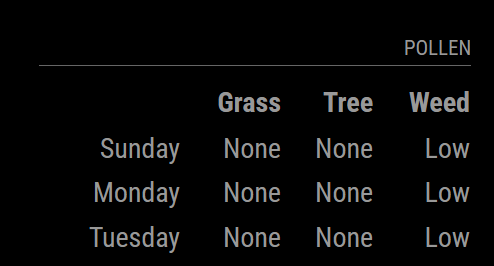 POLLEN
Grass Tree Weed
Sunday None None Low
Monday None None Low
Tuesday None None Low